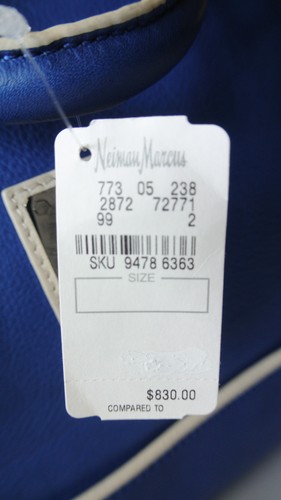 Neiman Marcus
773 05 238
2872 72771
99 2
SKU 9478 6363
SIZE
$830.00
COMPARED TO